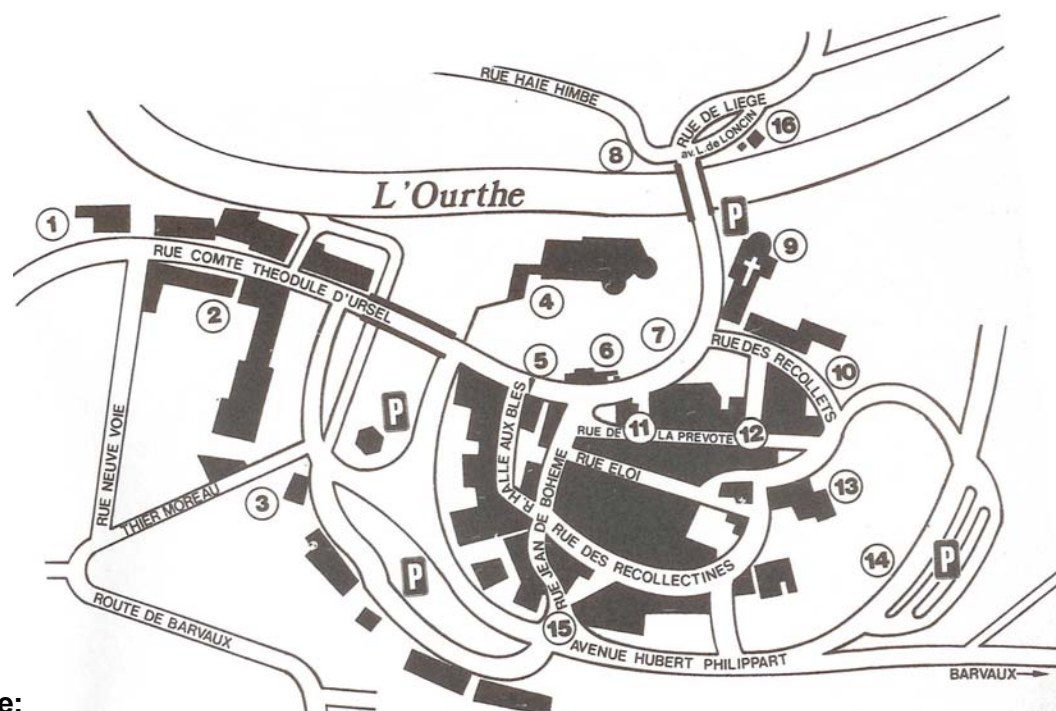 RUE HAIE HIMBE
RUE DE LIEGE
av. L. de LONCIN
16
8
L'Ourthe
P
1
9
RUE COMTE THEODULE D'URSEL
4
2
7
6
5
RUE DES RECOLLETS
10
P
R. HALLE AUX BLES
RUE DE LA PREVOTE
11
12
RUE NEUVE VOIE
RUE ELOI
RUE JEAN DE BOHEME
THIER MOREAU
3
13
RUE DES RECOLLECTINES
P
14
P
ROUTE DE BARVAUX
15
AVENUE HUBERT PHILIPPART
BARVAUX
e: